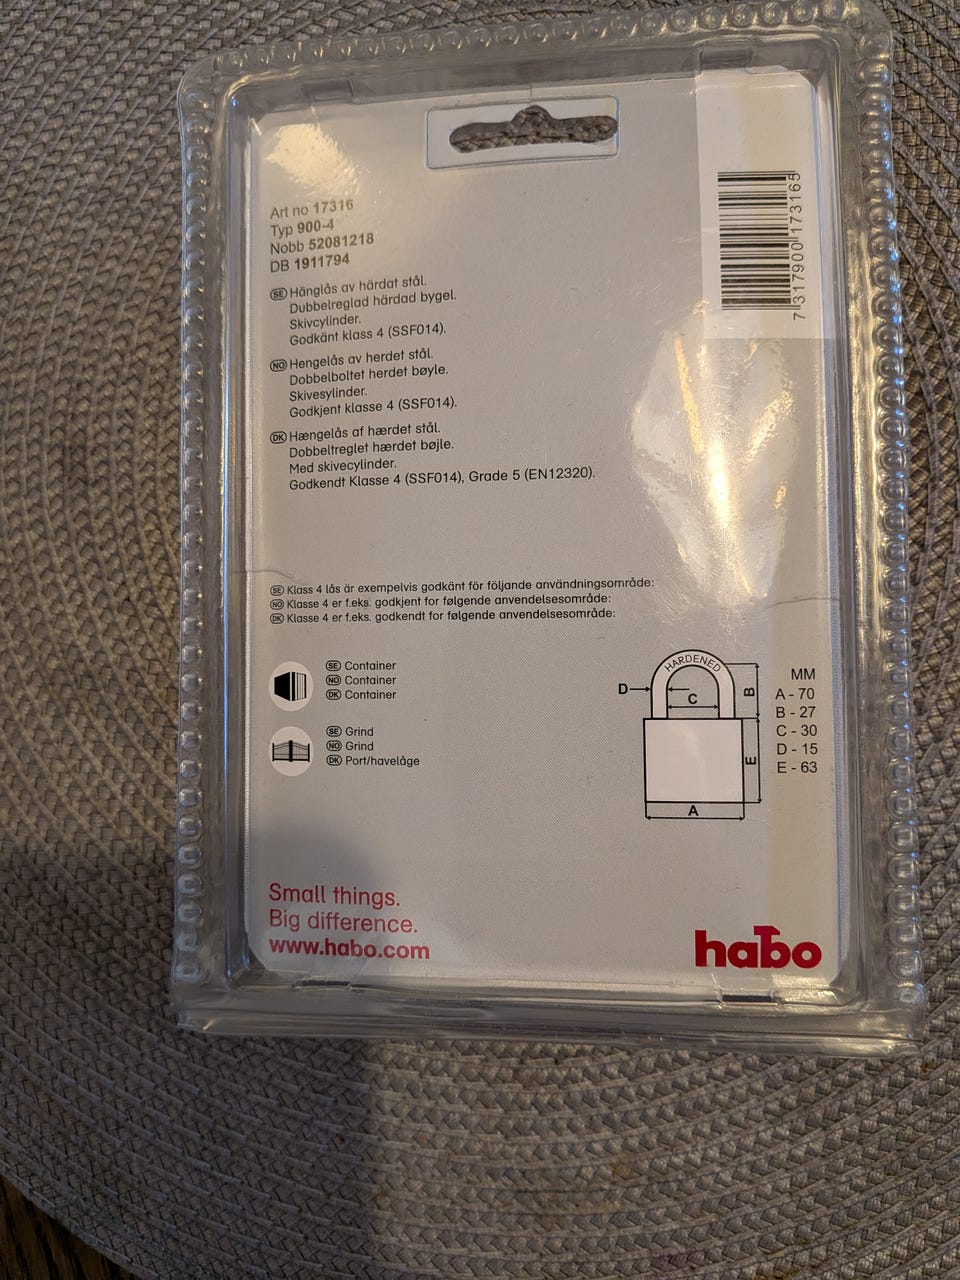 Art no 17316
Typ 900-4
Nobb 52081218
DB 1911794
SE Hänglås av härdat stål.
Dubbelreglad härdad bygel.
Skivcylinder.
Godkänt klass 4 (SSF014).
NO Hengelås av herdet stål.
Dobbelboltet herdet bøyle.
Skivesylinder.
Godkjent klasse 4 (SSF014).
DK Hængelås af hærdet stål.
Dobbeltreglet hærdet bøjle.
Med skivecylinder.
Godkendt Klasse 4 (SSF014), Grade 5 (EN12320).
7 317900 173165
SE Klass 4 lås är exempelvis godkänt för följande användningsområde:
NO Klasse 4 er f.eks. godkjent for følgende anvendelsesområde:
DK Klasse 4 er f.eks. godkendt for følgende anvendelsesområde:
SE Container
NO Container
DK Container
SE Grind
NO Grind
DK Port/havelåge
HARDENED
D
C
B
E
A
MM
A - 70
B - 27
C - 30
D - 15
E - 63
Small things.
Big difference.
www.habo.com
habo